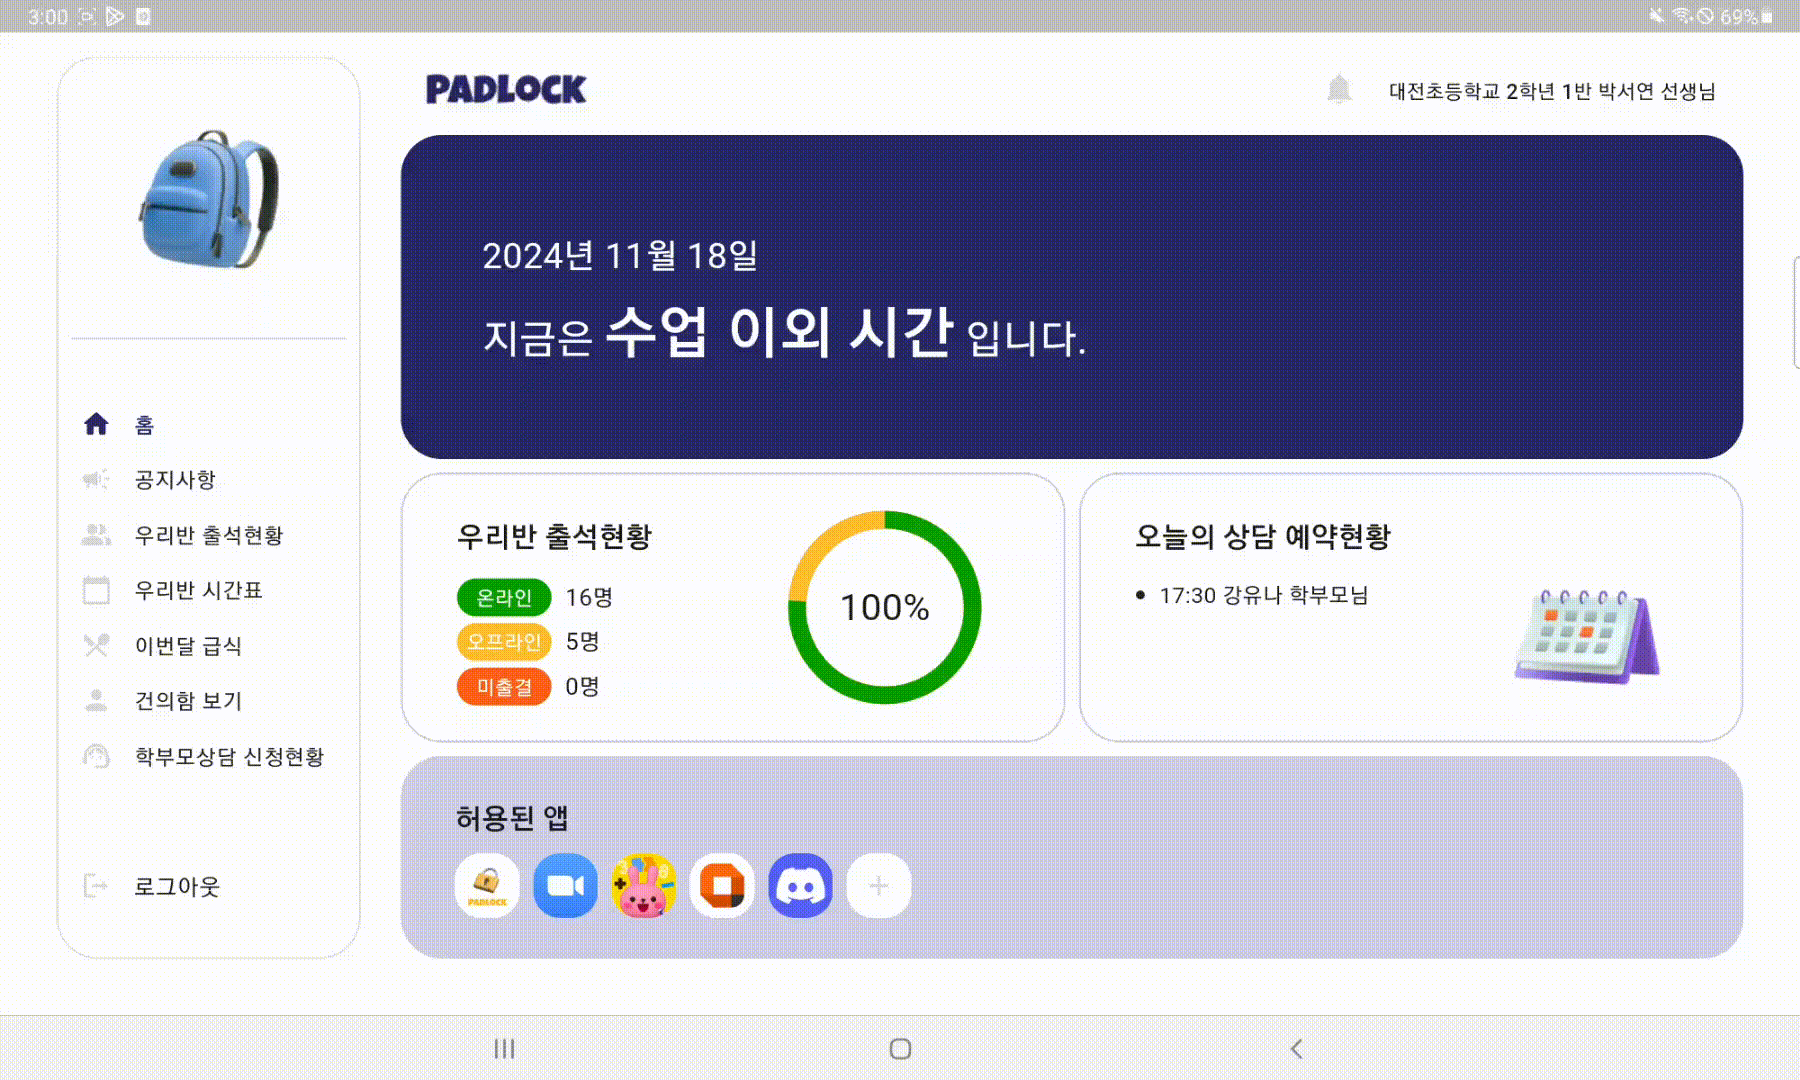 3:00
69%
PADLOCK
대전초등학교 2학년 1반 박서연 선생님
2024년 11월 18일
지금은 수업 이외 시간 입니다.
홈
공지사항
우리반 출석현황
우리반 시간표
이번달 급식
건의함 보기
학부모상담 신청현황
로그아웃
우리반 출석현황
온라인 16명
오프라인 5명
미출결 0명
100%
오늘의 상담 예약현황
• 17:30 강유나 학부모님
허용된 앱
PADLOCK